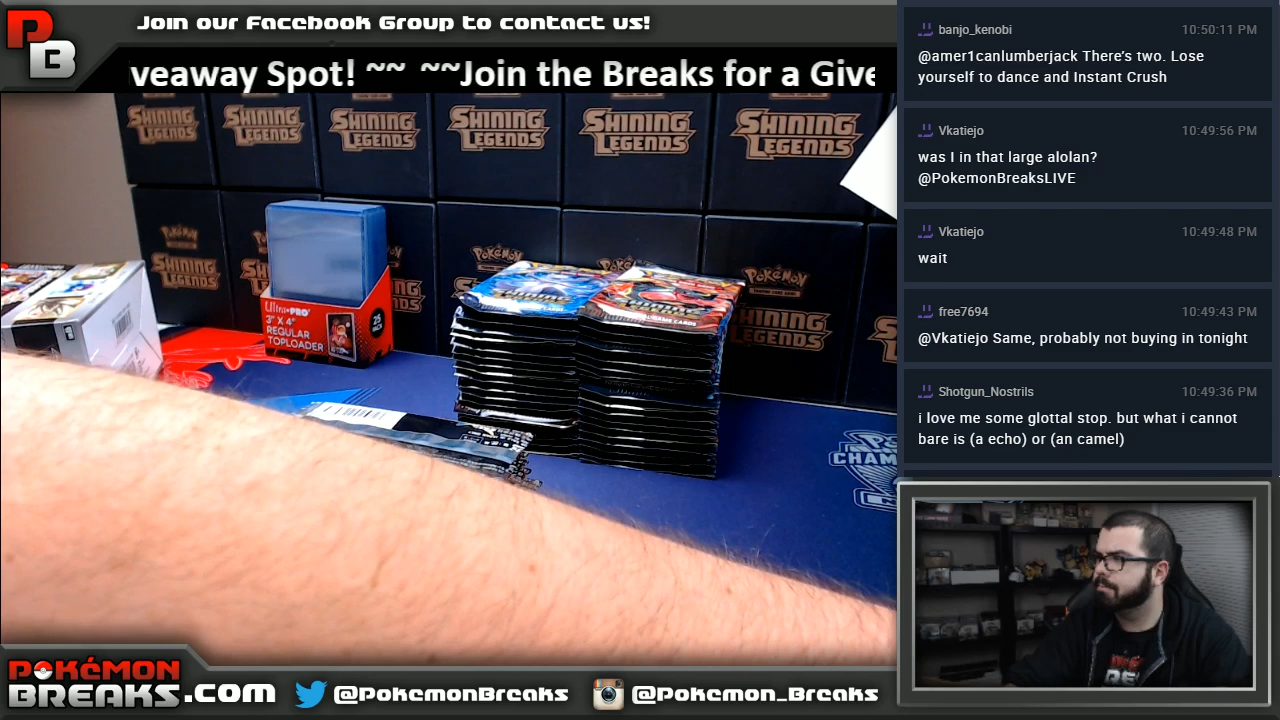 Join our Facebook Group to contact us!
PB
veaway Spot! ~~ ~~Join the Breaks for a Give
SHINING LEGENDS
SHINING LEGENDS
SHINING LEGENDS
SHINING LEGENDS
SHINING LEGENDS
SHINING LEGENDS
POKéMON
SHINING
LEGENDS
POKéMON
POKéMON
LEGENDS
Ultra•PRO
3" X 4"
REGULAR
TOPLOADER
25
CHAM
banjo_kenobi 10:50:11 PM
@amer1canlumberjack There's two. Lose
yourself to dance and Instant Crush
Vkatiejo 10:49:56 PM
was I in that large alolan?
@PokemonBreaksLIVE
Vkatiejo 10:49:48 PM
wait
free7694 10:49:43 PM
@Vkatiejo Same, probably not buying in tonight
Shotgun_Nostrils 10:49:36 PM
i love me some glottal stop. but what i cannot
bare is (a echo) or (an camel)
POKéMON
BREAKS.com
@PokemonBreaks
@Pokemon_Breaks